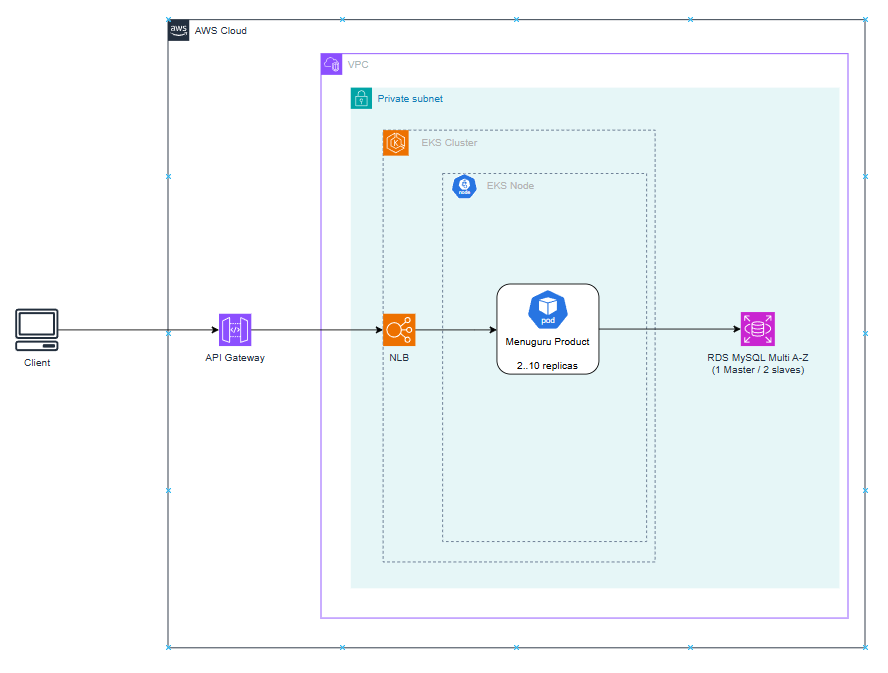 aws
AWS Cloud
VPC
Private subnet
K
EKS Cluster
node
EKS Node
pod
Menuguru Product
2..10 replicas
Client
API Gateway
NLB
RDS MySQL Multi A-Z
(1 Master / 2 slaves)